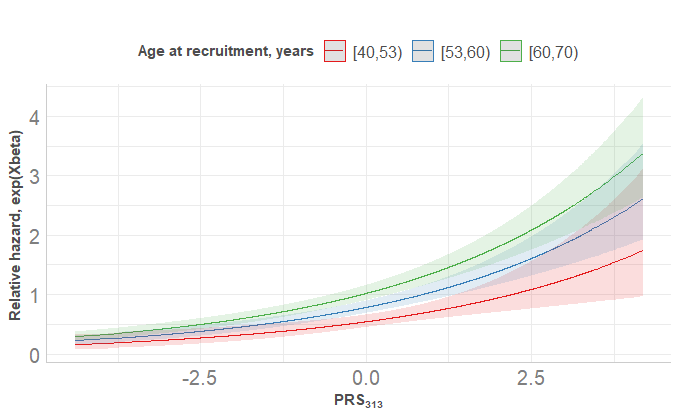 Age at recruitment, years [40,53) [53,60) [60,70)
Relative hazard, exp(Xbeta)
4
3
2
1
0
-2.5 0.0 2.5
PRS313